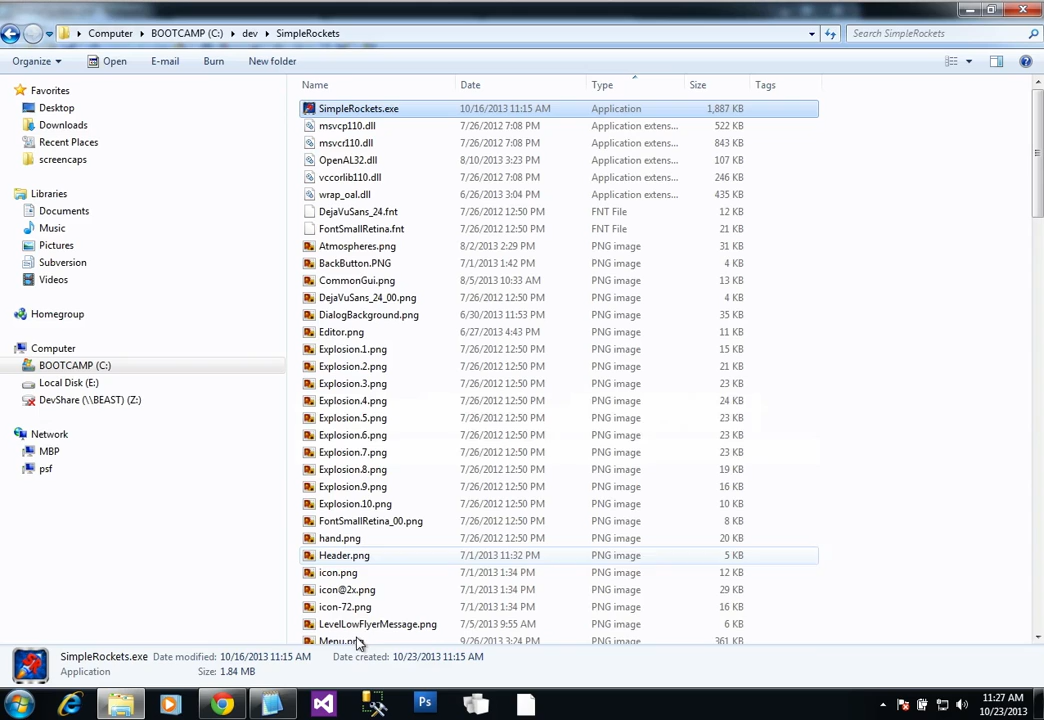 Computer ▸ BOOTCAMP (C:) ▸ dev ▸ SimpleRockets
Search SimpleRockets
Organize Open E-mail Burn New folder
Favorites
Desktop
Downloads
Recent Places
screencaps
Libraries
Documents
Music
Pictures
Subversion
Videos
Homegroup
Computer
BOOTCAMP (C:)
Local Disk (E:)
DevShare (\\BEAST) (Z:)
Network
MBP
psf
Name Date Type Size Tags
SimpleRockets.exe 10/16/2013 11:15 AM Application 1,887 KB
msvcp110.dll 7/26/2012 7:08 PM Application extens... 522 KB
msvcr110.dll 7/26/2012 7:08 PM Application extens... 843 KB
OpenAL32.dll 8/10/2013 3:23 PM Application extens... 107 KB
vccorlib110.dll 7/26/2012 7:08 PM Application extens... 246 KB
wrap_oal.dll 6/26/2013 3:04 PM Application extens... 435 KB
DejaVuSans_24.fnt 7/26/2012 12:50 PM FNT File 12 KB
FontSmallRetina.fnt 7/26/2012 12:50 PM FNT File 21 KB
Atmospheres.png 8/2/2013 2:29 PM PNG image 31 KB
BackButton.PNG 7/1/2013 1:42 PM PNG image 4 KB
CommonGui.png 8/5/2013 10:33 AM PNG image 13 KB
DejaVuSans_24_00.png 7/26/2012 12:50 PM PNG image 4 KB
DialogBackground.png 6/30/2013 11:53 PM PNG image 35 KB
Editor.png 6/27/2013 4:43 PM PNG image 11 KB
Explosion.1.png 7/26/2012 12:50 PM PNG image 15 KB
Explosion.2.png 7/26/2012 12:50 PM PNG image 21 KB
Explosion.3.png 7/26/2012 12:50 PM PNG image 23 KB
Explosion.4.png 7/26/2012 12:50 PM PNG image 24 KB
Explosion.5.png 7/26/2012 12:50 PM PNG image 23 KB
Explosion.6.png 7/26/2012 12:50 PM PNG image 23 KB
Explosion.7.png 7/26/2012 12:50 PM PNG image 23 KB
Explosion.8.png 7/26/2012 12:50 PM PNG image 19 KB
Explosion.9.png 7/26/2012 12:50 PM PNG image 16 KB
Explosion.10.png 7/26/2012 12:50 PM PNG image 10 KB
FontSmallRetina_00.png 7/26/2012 12:50 PM PNG image 8 KB
hand.png 7/26/2012 12:50 PM PNG image 20 KB
Header.png 7/1/2013 11:32 PM PNG image 5 KB
icon.png 7/1/2013 1:34 PM PNG image 12 KB
icon@2x.png 7/1/2013 1:34 PM PNG image 29 KB
icon-72.png 7/1/2013 1:34 PM PNG image 16 KB
LevelLowFlyerMessage.png 7/5/2013 9:55 AM PNG image 6 KB
Menu.png 9/26/2013 3:24 PM PNG image 361 KB
SimpleRockets.exe Date modified: 10/16/2013 11:15 AM Date created: 10/23/2013 11:15 AM
Application Size: 1.84 MB
Ps
11:27 AM
10/23/2013